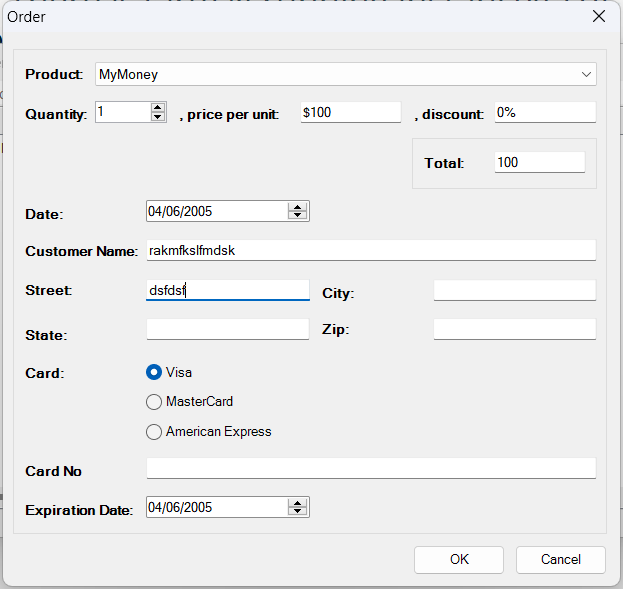 Order
Product: MyMoney
Quantity: 1 , price per unit: $100 , discount: 0%
Total: 100
Date: 04/06/2005
Customer Name: rakmfkslfmdsk
Street: dsfdsf City:
State: Zip:
Card: Visa
MasterCard
American Express
Card No
Expiration Date: 04/06/2005
OK Cancel